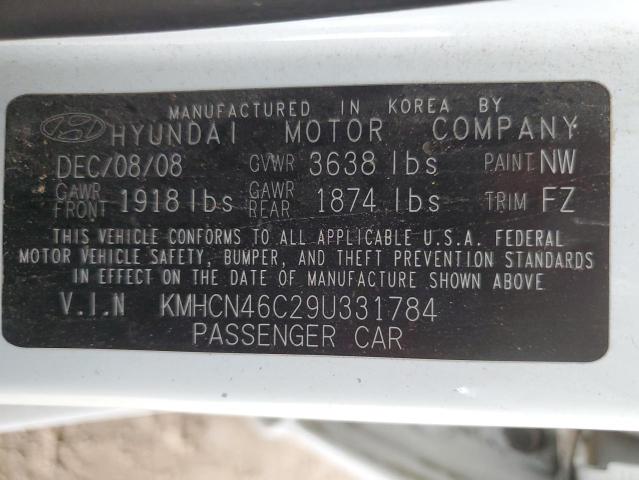 MANUFACTURED IN KOREA BY
HYUNDAI MOTOR COMPANY
DEC/08/08 GVWR 3638 lbs PAINT NW
GAWR FRONT 1918 lbs GAWR REAR 1874 lbs TRIM FZ
THIS VEHICLE CONFORMS TO ALL APPLICABLE U.S.A. FEDERAL
MOTOR VEHICLE SAFETY, BUMPER, AND THEFT PREVENTION STANDARDS
IN EFFECT ON THE DATE OF MANUFACTURE SHOWN ABOVE
V.I.N KMHCN46C29U331784
PASSENGER CAR